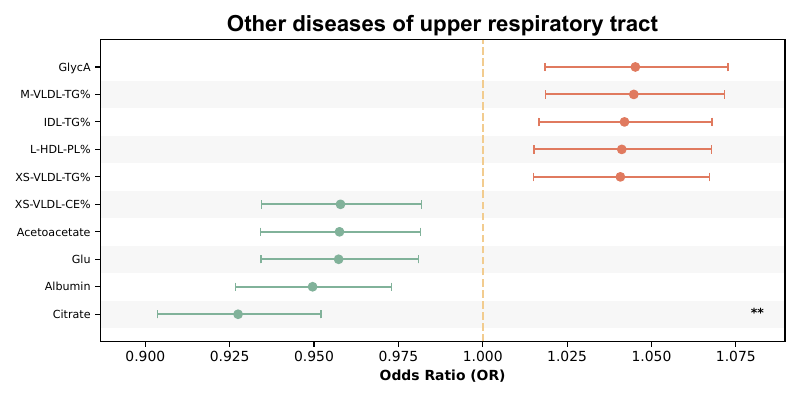 Other diseases of upper respiratory tract
GlycA
M-VLDL-TG%
IDL-TG%
L-HDL-PL%
XS-VLDL-TG%
XS-VLDL-CE%
Acetoacetate
Glu
Albumin
Citrate **
0.900 0.925 0.950 0.975 1.000 1.025 1.050 1.075
Odds Ratio (OR)